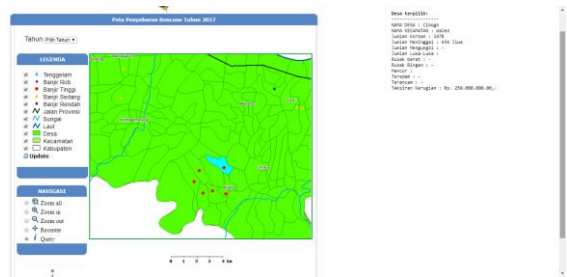 Peta Penyebaran Bencana Tahun 2017
Tahun Pilih Tahun
LEGENDA
Tenggelam
Banjir Rob
Banjir Tinggi
Banjir Sedang
Banjir Rendah
Jalan Provinsi
Sungai
Laut
Desa
Kecamatan
Kabupaten
Update
NAVIGASI
Zoom all
Zoom in
Zoom out
Recenter
Query
0 1 2 3 4 km
Desa terpilih:
NAMA DESA : Cilaga
NAMA KECAMATAN :
Jumlah Korban : 1478
Jumlah Meninggal : 434 Jiwa
Jumlah Mengungsi : -
Jumlah Luka-Luka :
Rusak Berat : -
Rusak Ringan : -
Hancur : -
Terendam : -
Terancam : -
Taksiran Kerugian : Rp. 250.000.000.00,-